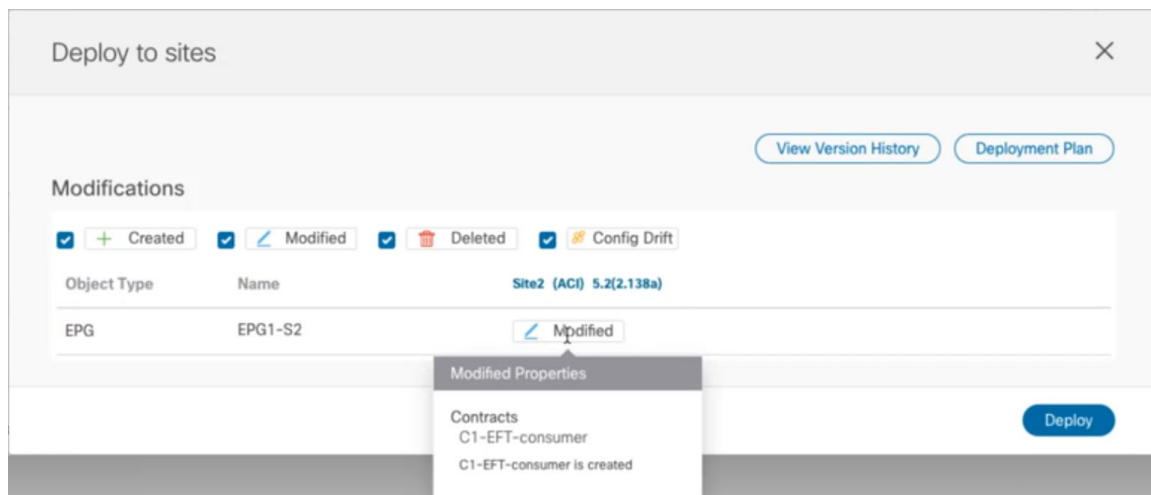 Deploy to sites
View Version History
Deployment Plan
Modifications
Created
Modified
Deleted
Config Drift
Object Type Name Site2 (ACI) 5.2(2.138a)
EPG EPG1-S2 Modified
Modified Properties
Contracts
C1-EFT-consumer
C1-EFT-consumer is created
Deploy